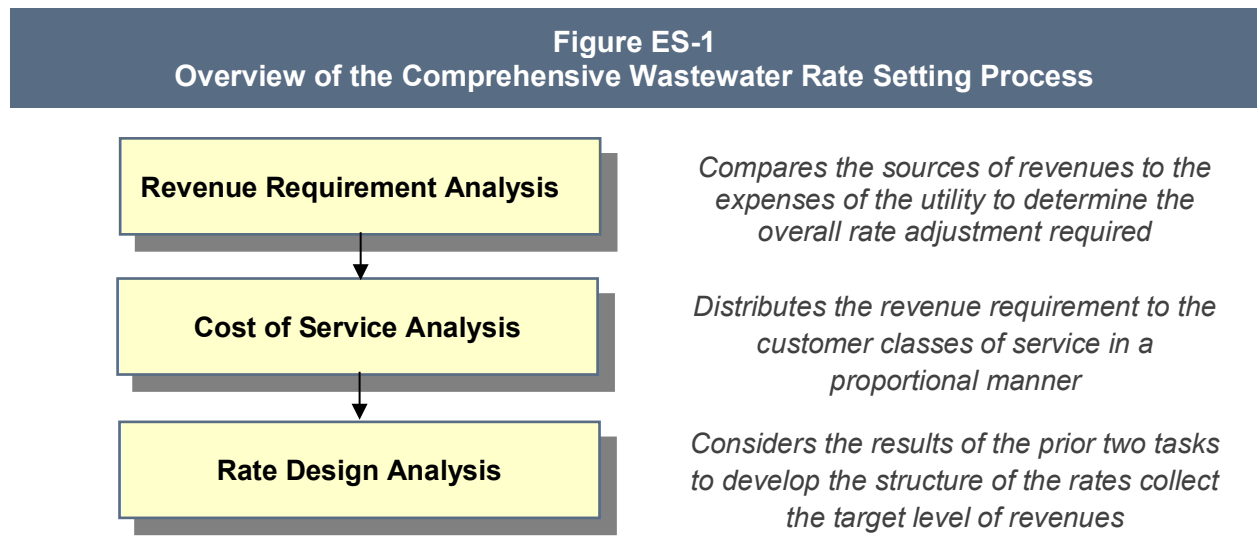 Figure ES-1
Overview of the Comprehensive Wastewater Rate Setting Process
Revenue Requirement Analysis
Compares the sources of revenues to the
expenses of the utility to determine the
overall rate adjustment required
Cost of Service Analysis
Distributes the revenue requirement to the
customer classes of service in a
proportional manner
Rate Design Analysis
Considers the results of the prior two tasks
to develop the structure of the rates collect
the target level of revenues